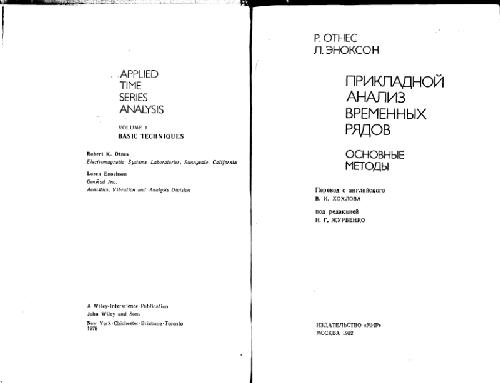 APPLIED
TIME
SERIES
ANALYSIS
VOLUME 1
BASIC TECHNIQUES
Robert K. Otnes
Electromagnetic Systems Laboratories, Sunnyvale, California
Loren Enochson
GenRad Inc.
Acoustics, Vibration and Analysis Division
A Wiley-Interscience Publication
John Wiley and Sons
New York·Chichester·Brisbane·Toronto
1978
Р. ОТНЕС
Л. ЭНОКСОН
ПРИКЛАДНОЙ
АНАЛИЗ
ВРЕМЕННЫХ
РЯДОВ
ОСНОВНЫЕ
МЕТОДЫ
Перевод с английского
В. И. ХОХЛОВА
под редакцией
И. Г. ЖУРБЕНКО
ИЗДАТЕЛЬСТВО «МИР»
МОСКВА 1982